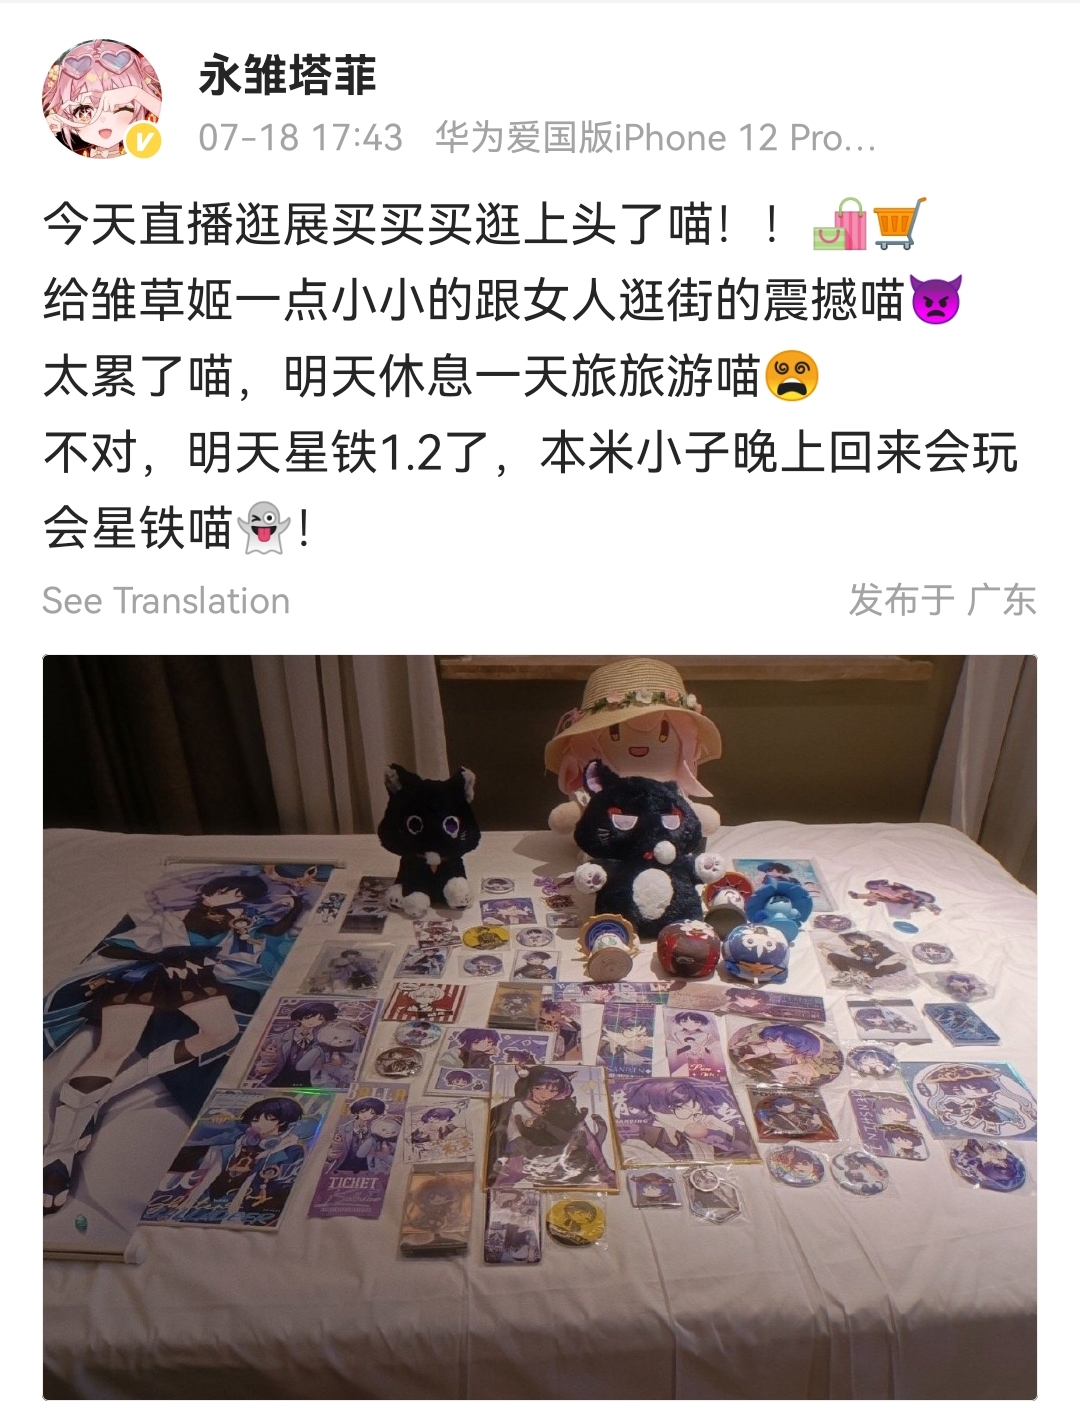 永雏塔菲
07-18 17:43 华为爱国版iPhone 12 Pro...
今天直播逛展买买买逛上头了喵！！🛍️🛒
给雏草姬一点小小的跟女人逛街的震撼喵👿
太累了喵，明天休息一天旅旅游喵😵‍💫
不对，明天星铁1.2了，本米小子晚上回来会玩
会星铁喵👻！
See Translation
发布于 广东
TICKET